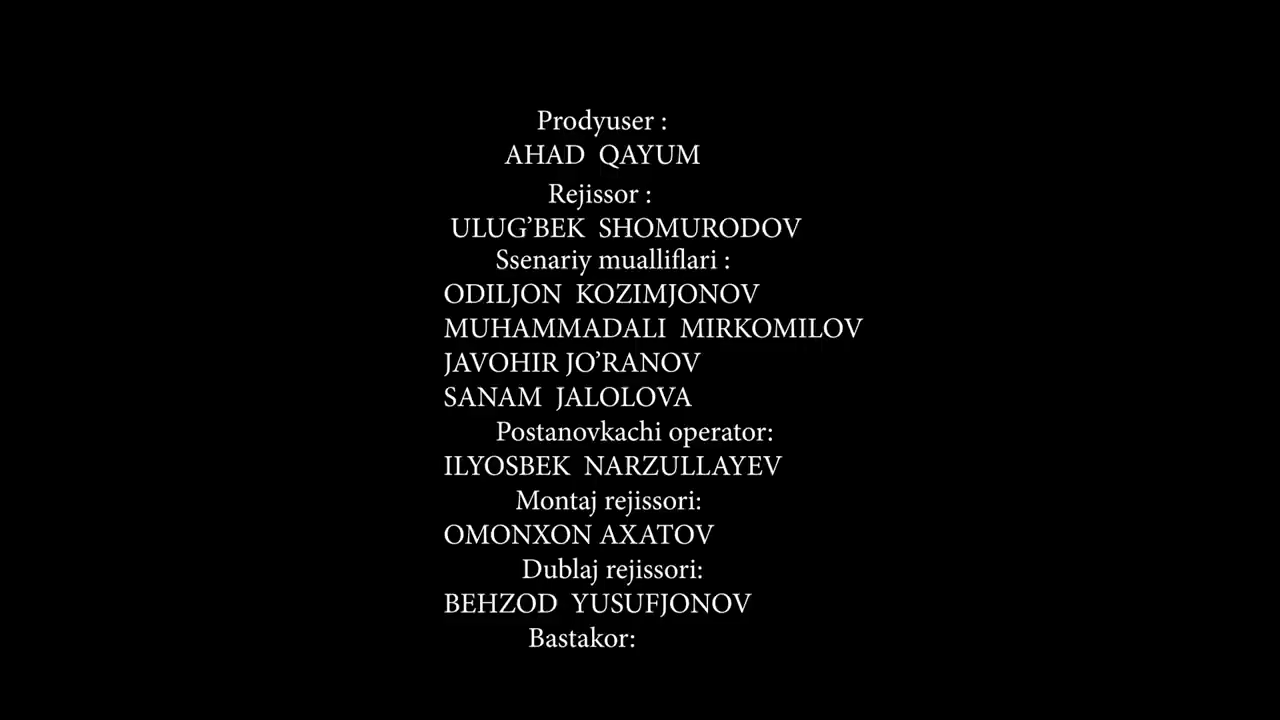 Prodyuser :
AHAD QAYUM
Rejissor :
ULUG’BEK SHOMURODOV
Ssenariy mualliflari :
ODILJON KOZIMJONOV
MUHAMMADALI MIRKOMILOV
JAVOHIR JO’RANOV
SANAM JALOLOVA
Postanovkachi operator:
ILYOSBEK NARZULLAYEV
Montaj rejissori:
OMONXON AXATOV
Dublaj rejissori:
BEHZOD YUSUFJONOV
Bastakor: